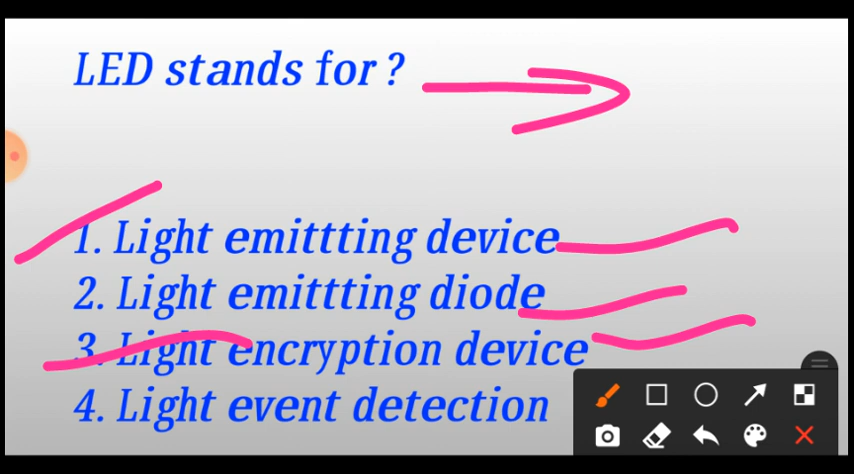 LED stands for ?
1. Light emittting device
2. Light emittting diode
3. Light encryption device
4. Light event detection